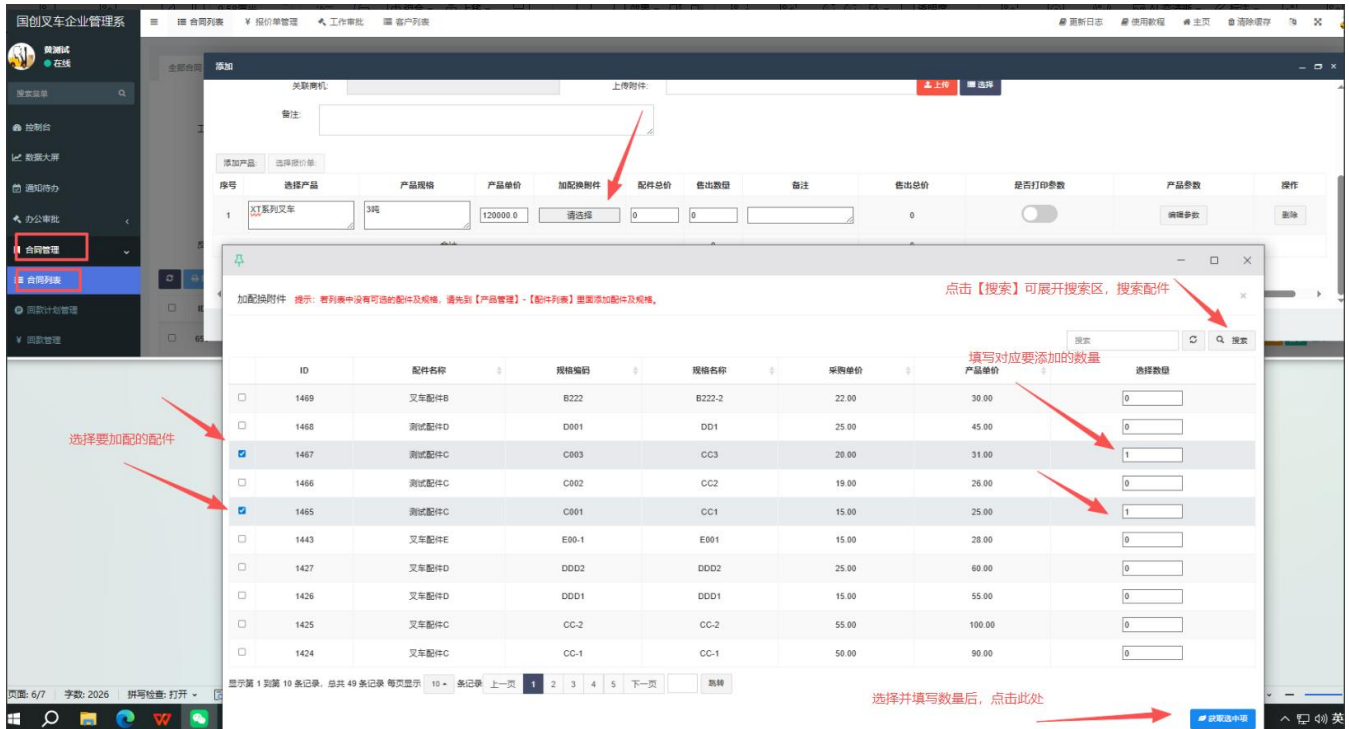 国创叉车企业管理系
合同列表 ¥ 报价单管理 工作审批 客户列表
更新日志 使用教程 主页 清除缓存
黄测试
在线
搜索菜单
控制台
数据大屏
通知待办
办公审批
合同管理
合同列表
回款计划管理
¥ 回款管理
全部合同
添加
关联商机: 上传附件: 上传 选择
备注:
添加产品: 选择报价单:
序号 选择产品 产品规格 产品单价 加配换附件 配件总价 售出数量 备注 售出总价 是否打印参数 产品参数 操作
1 XT系列叉车 3吨 120000.0 请选择 0 0 0 编辑参数 删除
加配换附件 提示：若列表中没有可选的配件及规格，请先到【产品管理】-【配件列表】里面添加配件及规格。
点击【搜索】可展开搜索区，搜索配件
搜索 搜索
填写对应要添加的数量
ID 配件名称 规格编码 规格名称 采购单价 产品单价 选择数量
1469 叉车配件B B222 B222-2 22.00 30.00 0
1468 测试配件D D001 DD1 25.00 45.00 0
选择要加配的配件
1467 测试配件C C003 CC3 20.00 31.00 1
1466 测试配件C C002 CC2 19.00 26.00 0
1465 测试配件C C001 CC1 15.00 25.00 1
1443 叉车配件E E00-1 E001 15.00 28.00 0
1427 叉车配件D DDD2 DDD2 25.00 60.00 0
1426 叉车配件D DDD1 DDD1 15.00 55.00 0
1425 叉车配件C CC-2 CC-2 55.00 100.00 0
1424 叉车配件C CC-1 CC-1 50.00 90.00 0
显示第 1 到第 10 条记录，总共 49 条记录 每页显示 10 条记录 上一页 1 2 3 4 5 下一页 跳转
选择并填写数量后，点击此处
获取选中项
页面: 6/7 字数: 2026 拼写检查: 打开
英